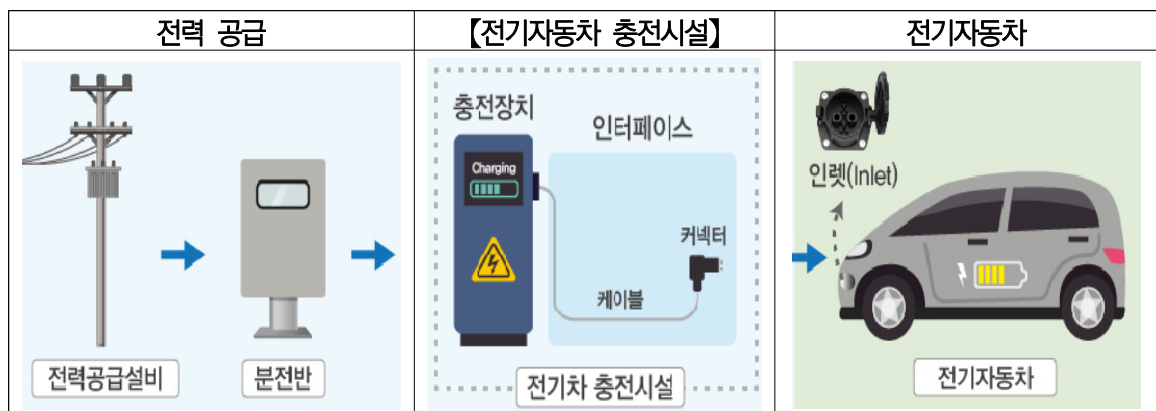 전력 공급
【전기자동차 충전시설】
전기자동차
충전장치
인터페이스
Charging
커넥터
케이블
인렛(Inlet)
전력공급설비
분전반
전기차 충전시설
전기자동차